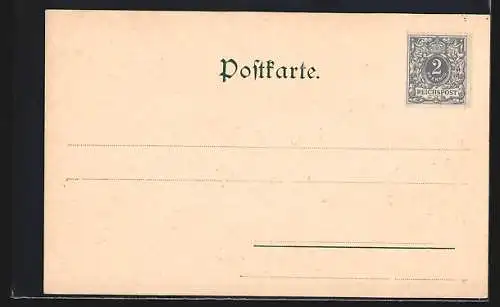 Poſtkarte.
2
REICHSPOST